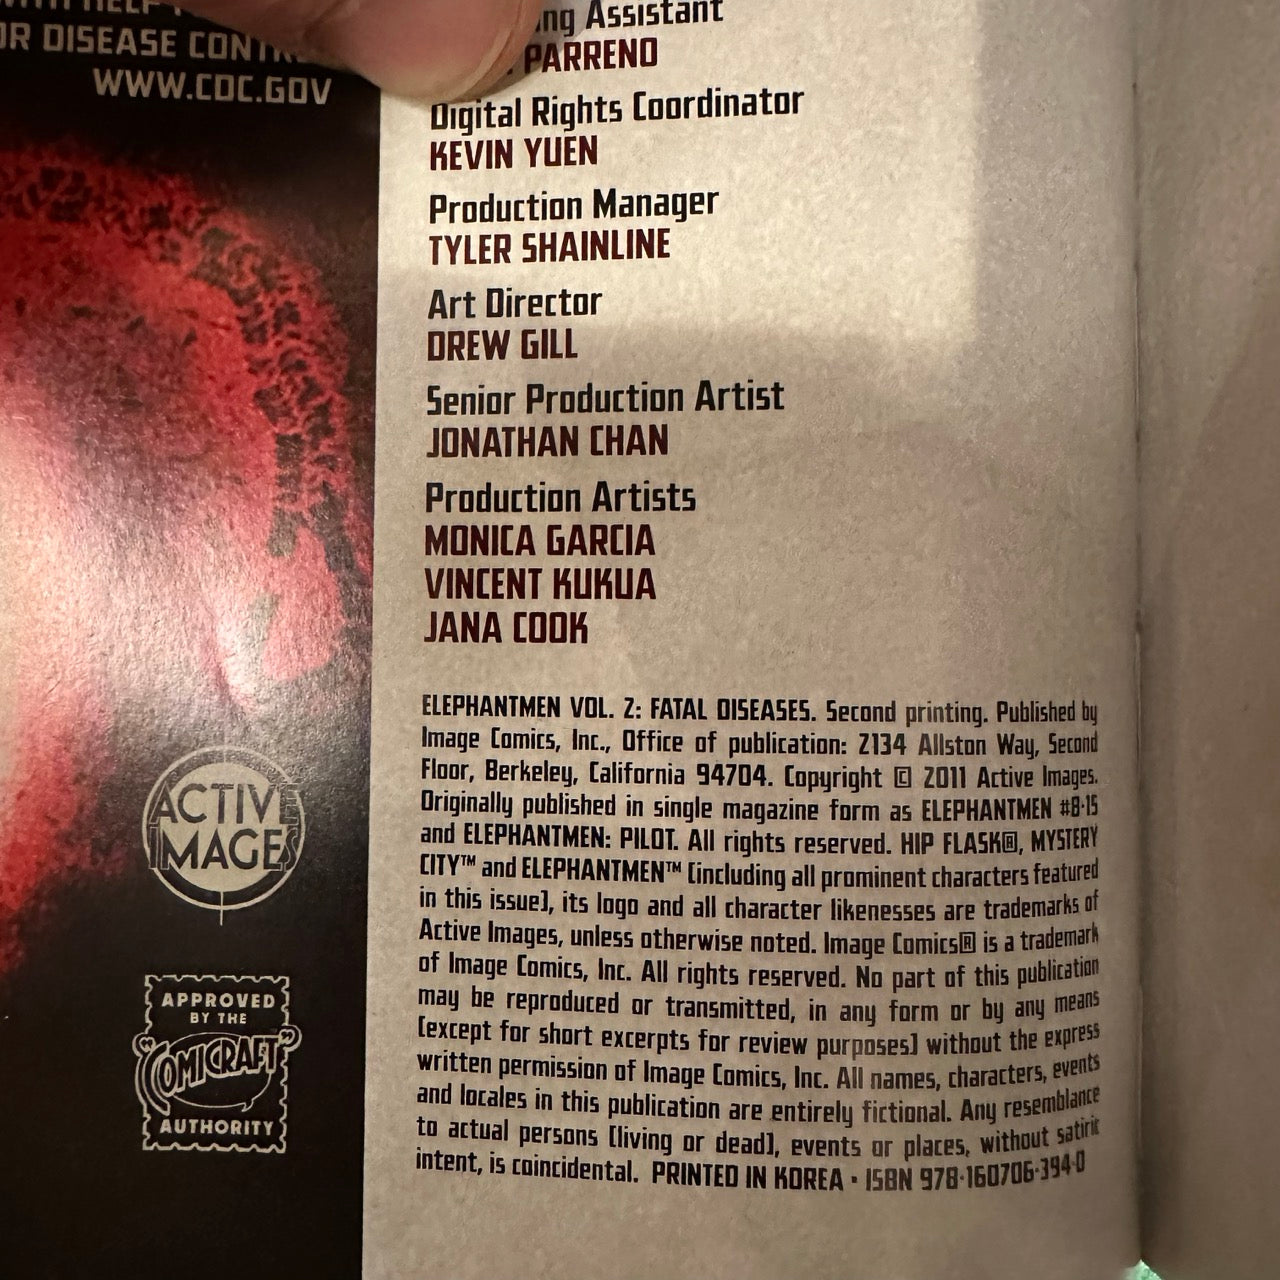 OR DISEASE
WWW.CDC.GOV
Assistant
PARRENO
Digital Rights Coordinator
KEVIN YUEN
Production Manager
TYLER SHAINLINE
Art Director
DREW GILL
Senior Production Artist
JONATHAN CHAN
Production Artists
MONICA GARCIA
VINCENT KUKUA
JANA COOK
ELEPHANTMEN VOL. 2: FATAL DISEASES. Second printing. Published by
Image Comics, Inc., Office of publication: 2134 Allston Way, Second
Floor, Berkeley, California 94704. Copyright © 2011 Active Images.
Originally published in single magazine form as ELEPHANTMEN #8-15
and ELEPHANTMEN: PILOT. All rights reserved. HIP FLASK®, MYSTERY
CITY™ and ELEPHANTMEN™ [including all prominent characters featured
in this issue], its logo and all character likenesses are trademarks of
Active Images, unless otherwise noted. Image Comics® is a trademark
of Image Comics, Inc. All rights reserved. No part of this publication
may be reproduced or transmitted, in any form or by any means
[except for short excerpts for review purposes] without the express
written permission of Image Comics, Inc. All names, characters, events
and locales in this publication are entirely fictional. Any resemblance
to actual persons [living or dead], events or places, without satiric
intent, is coincidental. PRINTED IN KOREA • ISBN 978-160706-394-0
ACTIVE
IMAGES
APPROVED
BY THE
"COMICRAFT"
AUTHORITY